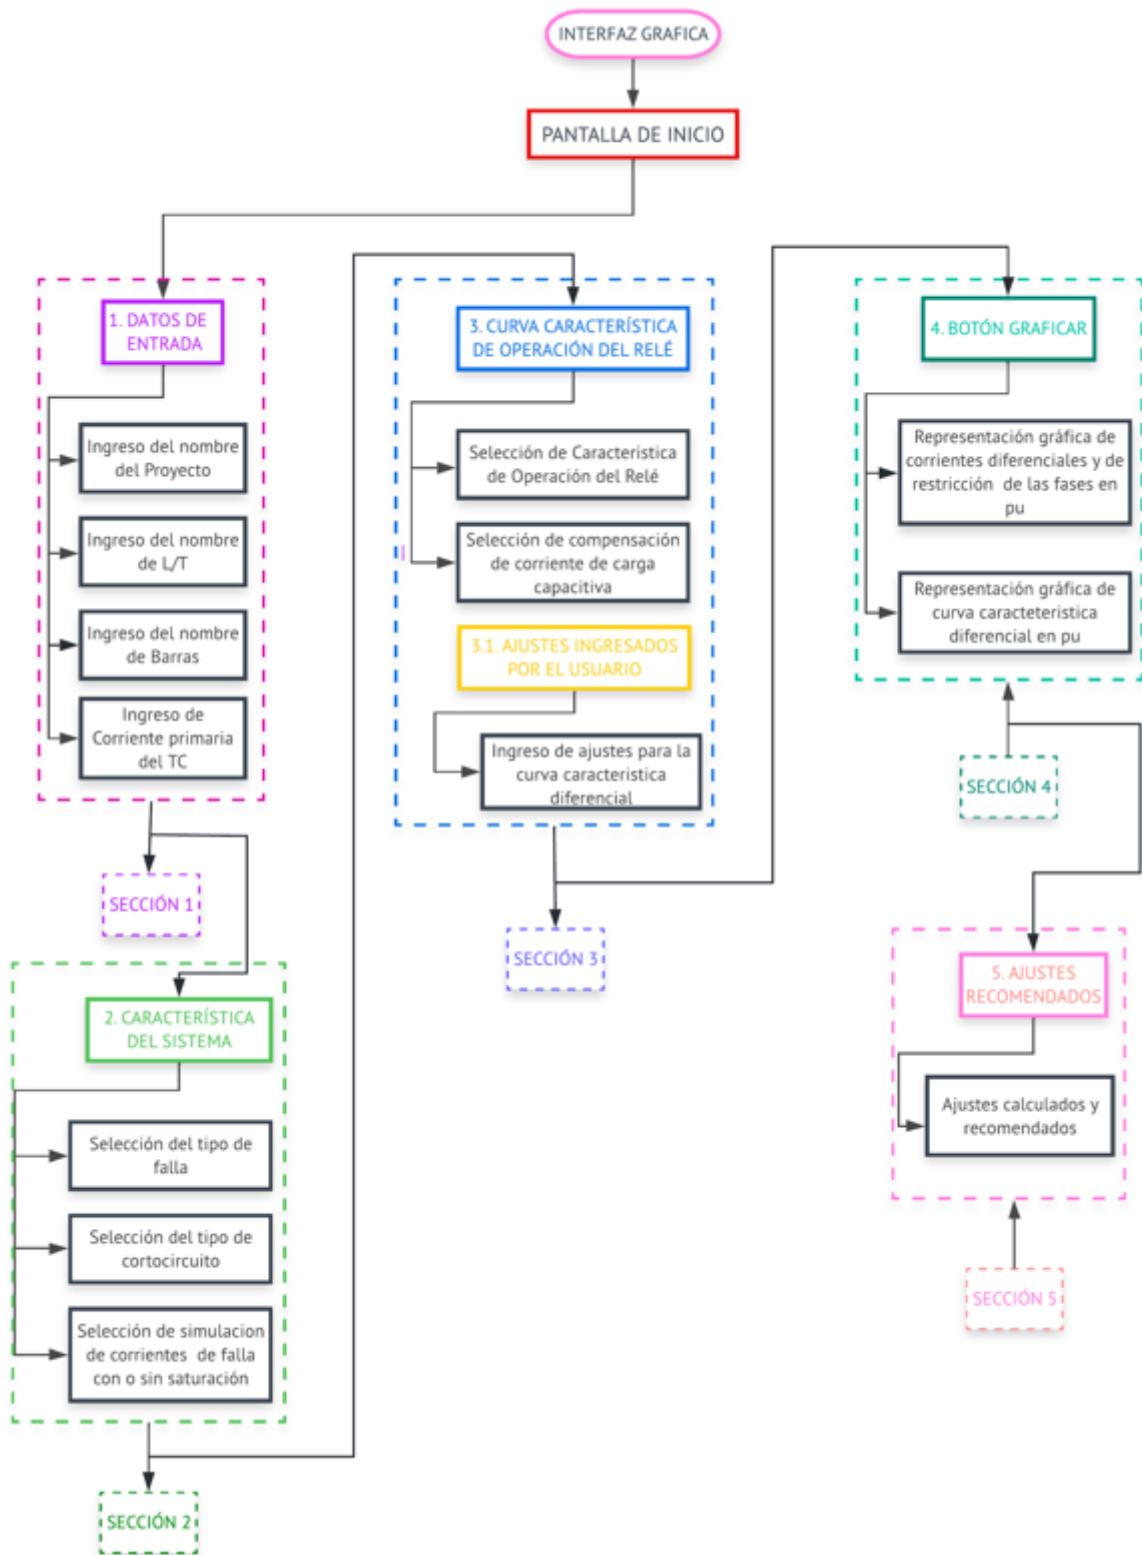 INTERFAZ GRAFICA
PANTALLA DE INICIO
1. DATOS DE
ENTRADA
Ingreso del nombre
del Proyecto
Ingreso del nombre
de L/T
Ingreso del nombre
de Barras
Ingreso de
Corriente primaria
del TC
SECCIÓN 1
2. CARACTERÍSTICA
DEL SISTEMA
Selección del tipo de
falla
Selección del tipo de
cortocircuito
Selección de simulacion
de corrientes de falla
con o sin saturación
SECCIÓN 2
3. CURVA CARACTERÍSTICA
DE OPERACIÓN DEL RELÉ
Selección de Caracteristica
de Operación del Relé
Selección de compensación
de corriente de carga
capacitiva
3.1. AJUSTES INGRESADOS
POR EL USUARIO
Ingreso de ajustes para la
curva caracteristica
diferencial
SECCIÓN 3
4. BOTÓN GRAFICAR
Representación gráfica de
corrientes diferenciales y de
restricción de las fases en
pu
Representación gráfica de
curva caracteteristica
diferencial en pu
SECCIÓN 4
5. AJUSTES
RECOMENDADOS
Ajustes calculados y
recomendados
SECCIÓN 5